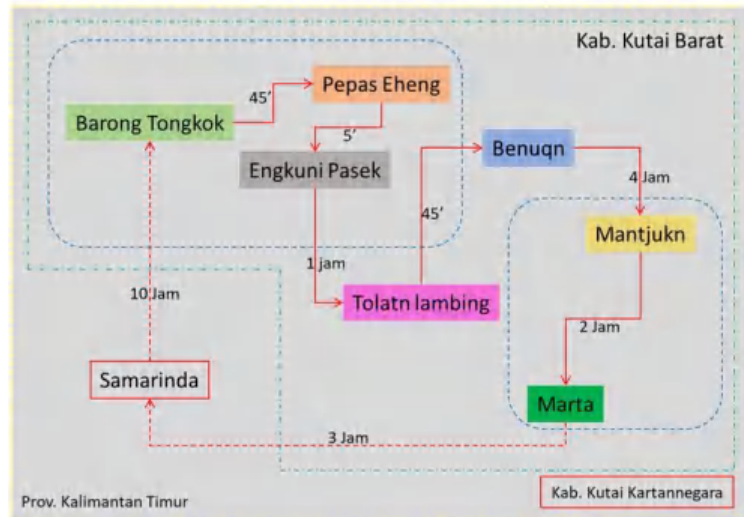 Kab. Kutai Barat
Pepas Eheng
45’
Barong Tongkok
5’
Engkuni Pasek
Benuqn
4 Jam
45’
Mantjukn
1 jam
Tolatn lambing
10 Jam
2 Jam
Samarinda
Marta
3 Jam
Kab. Kutai Kartannegara
Prov. Kalimantan Timur